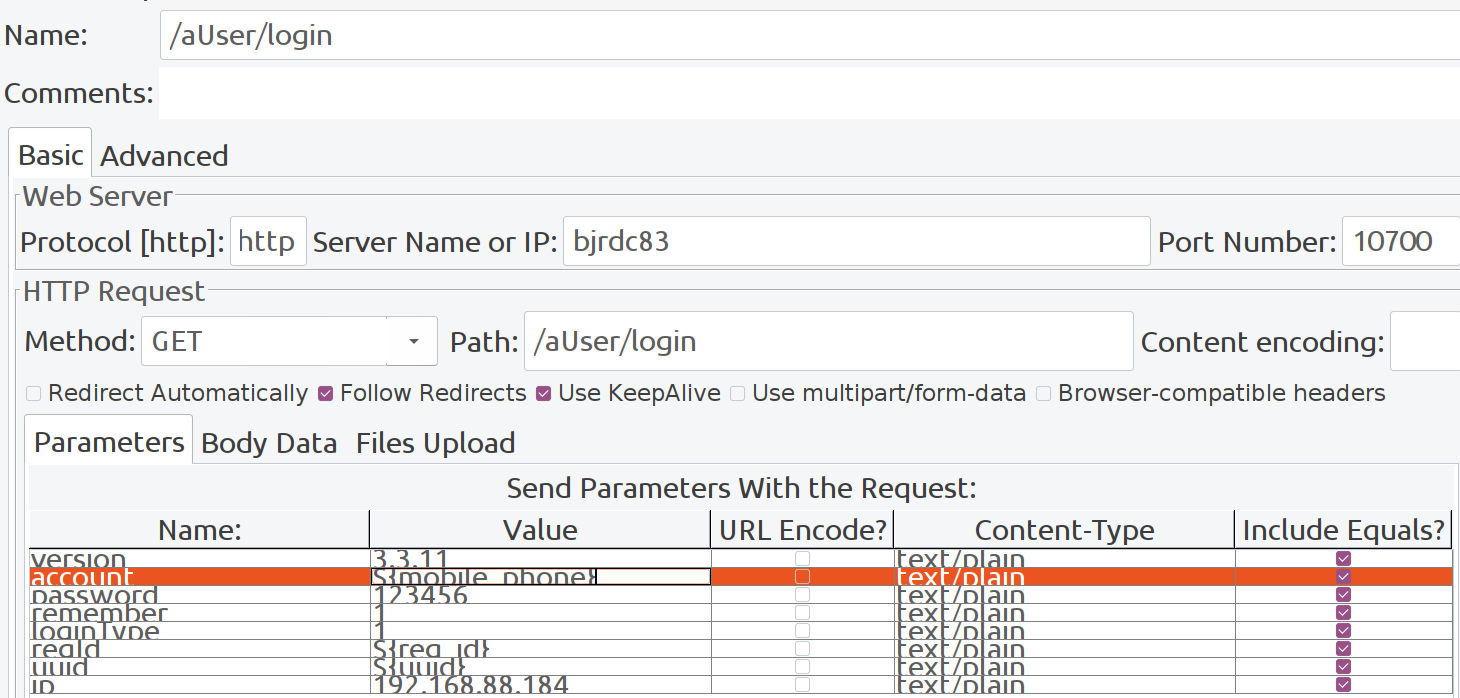 Name: /aUser/login
Comments:
Basic Advanced
Web Server
Protocol [http]: http Server Name or IP: bjrdc83 Port Number: 10700
HTTP Request
Method: GET Path: /aUser/login Content encoding:
Redirect Automatically Follow Redirects Use KeepAlive Use multipart/form-data Browser-compatible headers
Parameters Body Data Files Upload
Send Parameters With the Request:
Name: Value URL Encode? Content-Type Include Equals?
version 3.3.11 text/plain
account ${mobile_phone} text/plain
password 123456 text/plain
remember 1 text/plain
loginType 1 text/plain
regId ${reg_id} text/plain
uuid ${uuid} text/plain
ip 192.168.88.184 text/plain